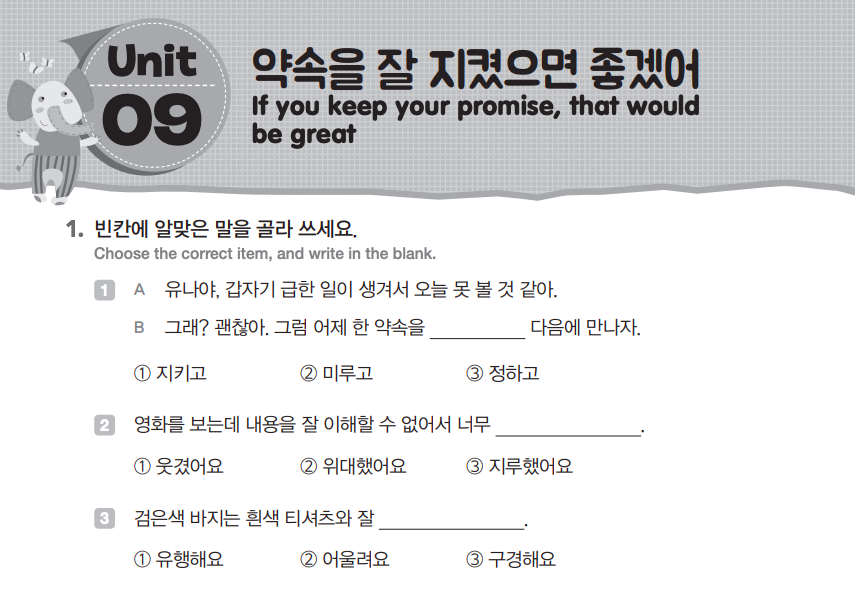 Unit
09
약속을 잘 지켰으면 좋겠어
If you keep your promise, that would
be great
1. 빈칸에 알맞은 말을 골라 쓰세요.
Choose the correct item, and write in the blank.
1 A 유나야, 갑자기 급한 일이 생겨서 오늘 못 볼 것 같아.
B 그래? 괜찮아. 그럼 어제 한 약속을 __________ 다음에 만나자.
① 지키고 ② 미루고 ③ 정하고
2 영화를 보는데 내용을 잘 이해할 수 없어서 너무 _______________.
① 웃겼어요 ② 위대했어요 ③ 지루했어요
3 검은색 바지는 흰색 티셔츠와 잘 _______________.
① 유행해요 ② 어울려요 ③ 구경해요